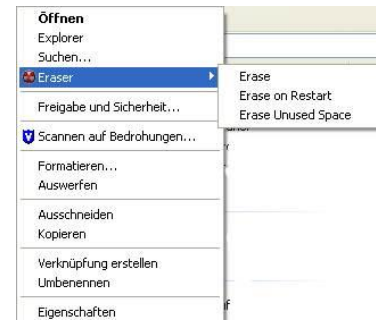 Öffnen
Explorer
Suchen...
Eraser
Erase
Erase on Restart
Erase Unused Space
Freigabe und Sicherheit...
Scannen auf Bedrohungen...
Formatieren...
Auswerfen
Ausschneiden
Kopieren
Verknüpfung erstellen
Umbenennen
Eigenschaften